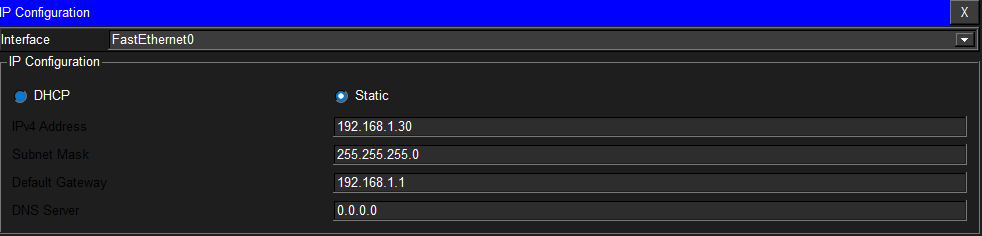 IP Configuration X
Interface FastEthernet0
IP Configuration
DHCP Static
IPv4 Address 192.168.1.30
Subnet Mask 255.255.255.0
Default Gateway 192.168.1.1
DNS Server 0.0.0.0